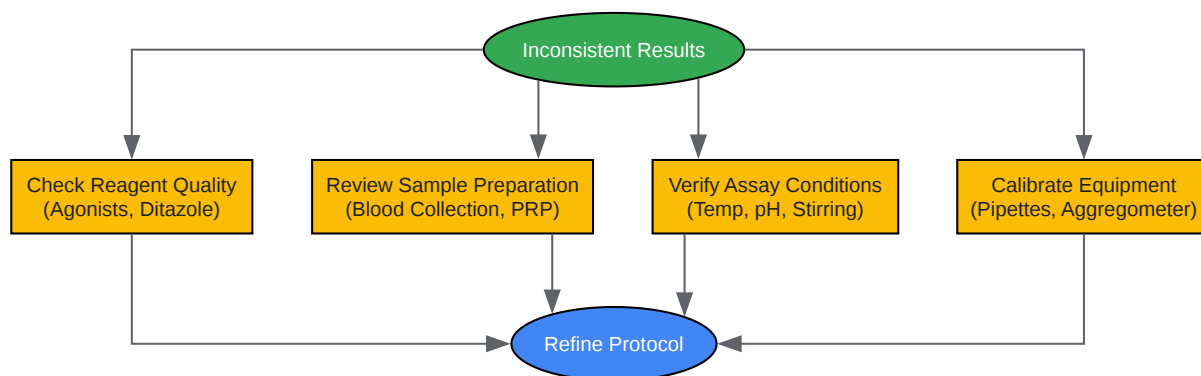 Inconsistent Results
Check Reagent Quality
(Agonists, Ditazole)
Review Sample Preparation
(Blood Collection, PRP)
Verify Assay Conditions
(Temp, pH, Stirring)
Calibrate Equipment
(Pipettes, Aggregometer)
Refine Protocol